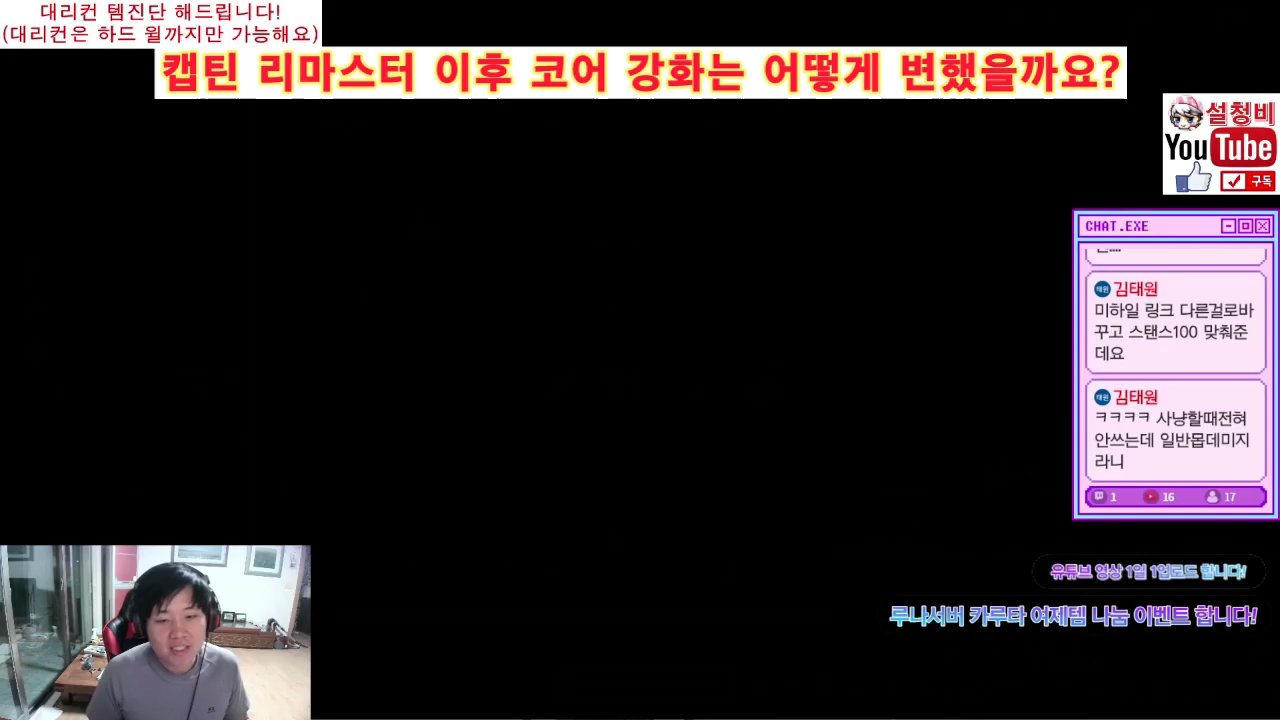 대리컨 템진단 해드립니다!
(대리컨은 하드 윌까지만 가능해요)
캡틴 리마스터 이후 코어 강화는 어떻게 변했을까요?
설청비
YouTube
구독
CHAT.EXE
김태원
미하일 링크 다른걸로바
꾸고 스탠스100 맞춰준
데요
김태원
ㅋㅋㅋㅋ 사냥할때전혀
안쓰는데 일반몹데미지
라니
1 16 17
유튜브 영상 1일 1업로드 합니다!
루나서버 카루타 여제템 나눔 이벤트 합니다!